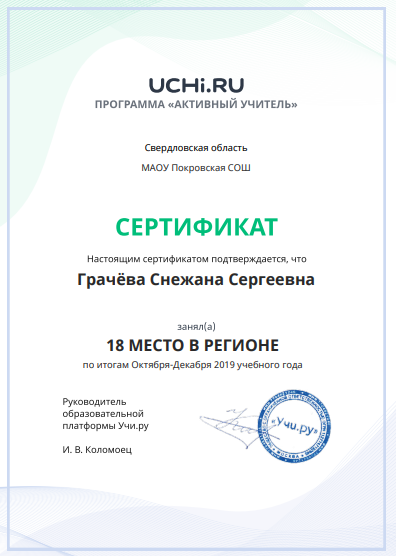 UCHi.RU
ПРОГРАММА «АКТИВНЫЙ УЧИТЕЛЬ»
Свердловская область
МАОУ Покровская СОШ
СЕРТИФИКАТ
Настоящим сертификатом подтверждается, что
Грачёва Снежана Сергеевна
занял(а)
18 МЕСТО В РЕГИОНЕ
по итогам Октября-Декабря 2019 учебного года
Руководитель
образовательной
платформы Учи.ру
И. В. Коломоец
«Учи.ру»
МОСКВА